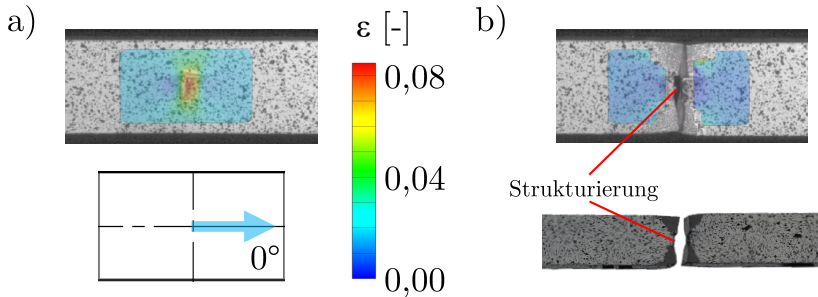 a)
ε [-]
0,08
0,04
0,00
0°
b)
Strukturierung